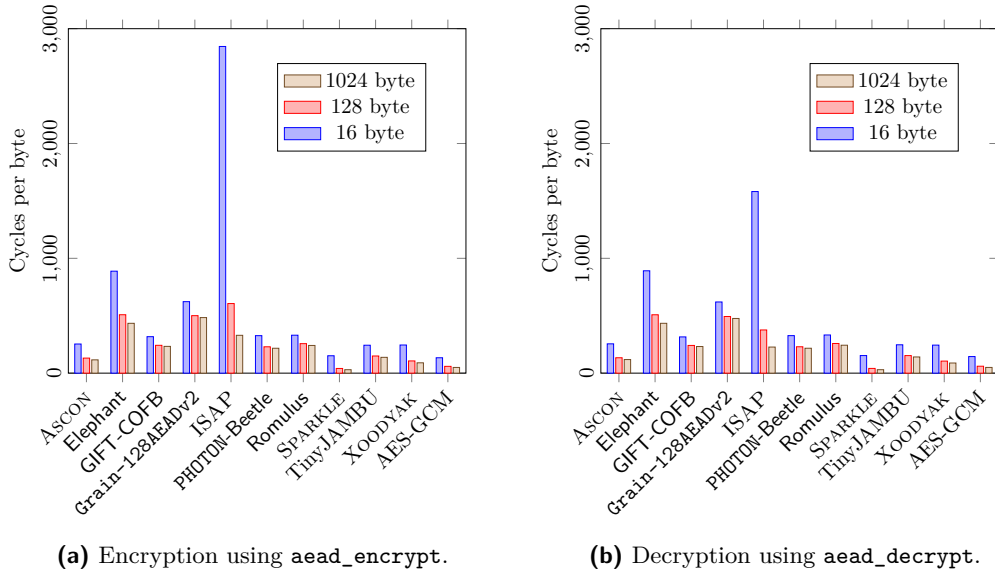 3,000
2,000
1,000
0
Cycles per byte
1024 byte
128 byte
16 byte
ASCON
Elephant
GIFT-COFB
Grain-128AEADv2
ISAP
PHOTON-Beetle
Romulus
SPARKLE
TinyJAMBU
XOODYAK
AES-GCM
(a) Encryption using aead_encrypt.
3,000
2,000
1,000
0
Cycles per byte
1024 byte
128 byte
16 byte
ASCON
Elephant
GIFT-COFB
Grain-128AEADv2
ISAP
PHOTON-Beetle
Romulus
SPARKLE
TinyJAMBU
XOODYAK
AES-GCM
(b) Decryption using aead_decrypt.